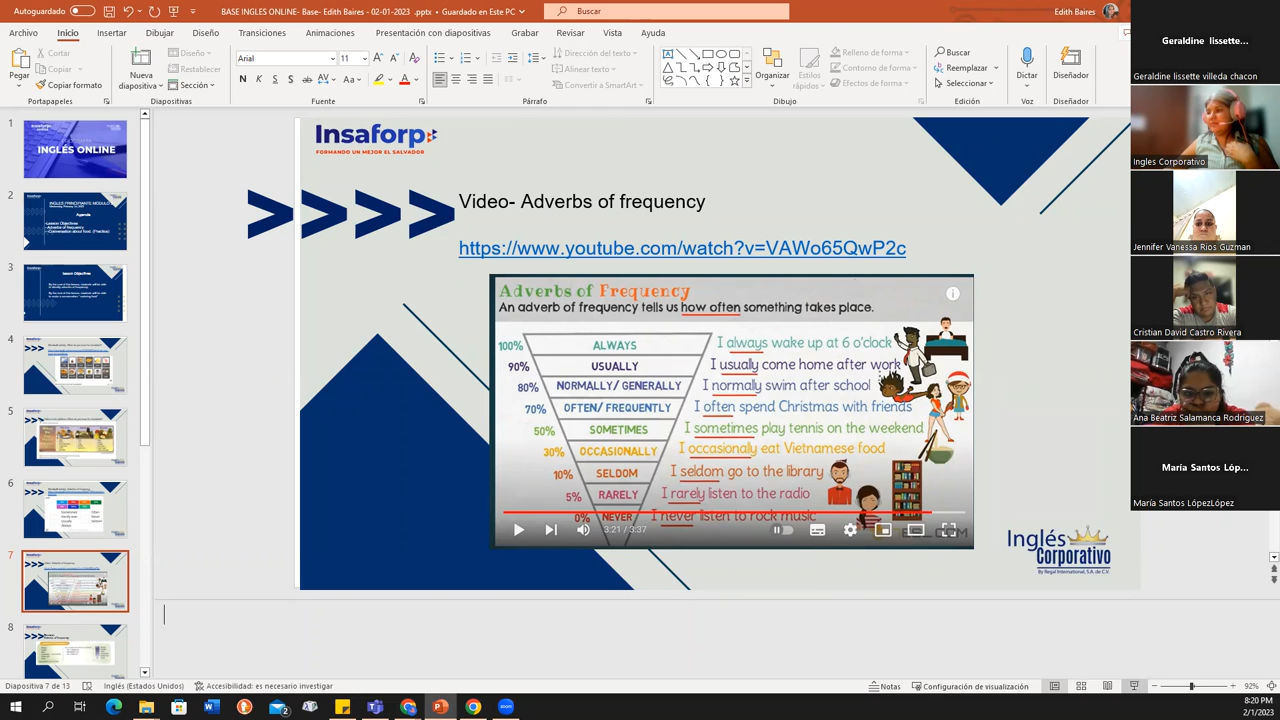 Autoguardado
BASE INGLES ONLINE- Base- Edith Baires - 02-01-2023 .pptx • Guardado en Este PC
Buscar
Edith Baires
Archivo Inicio Insertar Dibujar Diseño Transiciones Animaciones Presentación con diapositivas Grabar Revisar Vista Ayuda
Pegar
Cortar
Copiar
Copiar formato
Portapapeles
Nueva diapositiva
Diseño
Restablecer
Sección
Diapositivas
Arial 11
N K S S ab AV Aa
Fuente
Dirección del texto
Alinear texto
Convertir a SmartArt
Párrafo
Organizar
Estilos rápidos
Relleno de forma
Contorno de forma
Efectos de forma
Dibujo
Buscar
Reemplazar
Seleccionar
Edición
Dictar
Voz
Diseñador
Diseñador
1
INGLÉS ONLINE
2
3
4
5
6
7
8
Insaforp
FORMANDO UN MEJOR EL SALVADOR
Video- Adverbs of frequency
https://www.youtube.com/watch?v=VAWo65QwP2c
Adverbs of Frequency
An adverb of frequency tells us how often something takes place.
100% ALWAYS I always wake up at 6 o'clock
90% USUALLY I usually come home after work
80% NORMALLY/ GENERALLY I normally swim after school
70% OFTEN/ FREQUENTLY I often spend Christmas with friends
50% SOMETIMES I sometimes play tennis on the weekend
30% OCCASIONALLY I occasionally eat Vietnamese food
10% SELDOM I seldom go to the library
5% RARELY I rarely listen to the radio
0% NEVER I never listen to rock music
3:21 / 3:37
Inglés
Corporativo
By Regal International, S.A. de C.V.
Geraldine lissette...
Geraldine lissette villeda chacon
Ingles Corporativo
Jennifer Vanessa Rios Guzman
Cristian David Castro Rivera
Ana Beatriz Salamanca Rodriguez
María Santos Lóp...
María Santos LópezLópez
Diapositiva 7 de 13
Inglés (Estados Unidos)
Accesibilidad: es necesario investigar
Notas
Configuración de visualización
92%
8:20 PM
2/1/2023